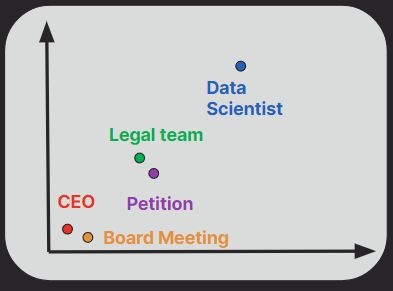 Data
Scientist
Legal team
CEO
Petition
Board Meeting